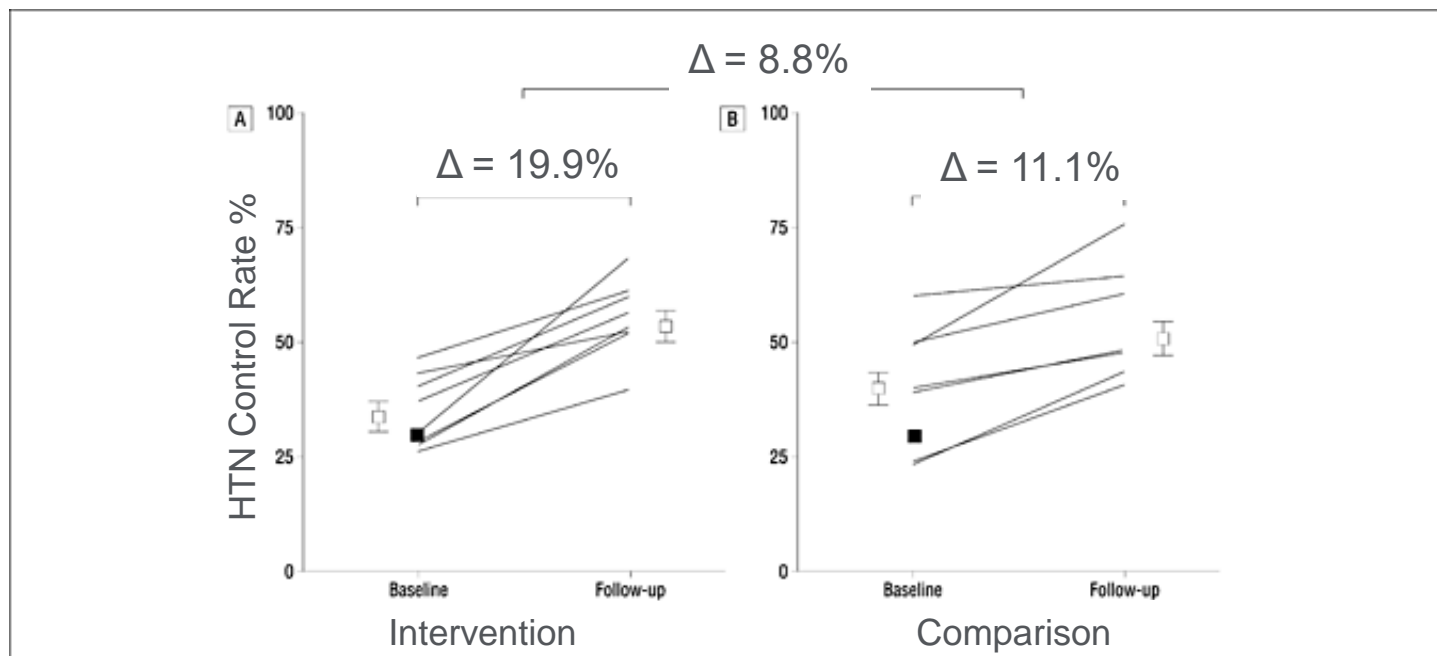 Δ = 8.8%
A
B
100
75
50
25
0
100
75
50
25
0
HTN Control Rate %
Δ = 19.9%
Δ = 11.1%
Baseline
Follow-up
Baseline
Follow-up
Intervention
Comparison